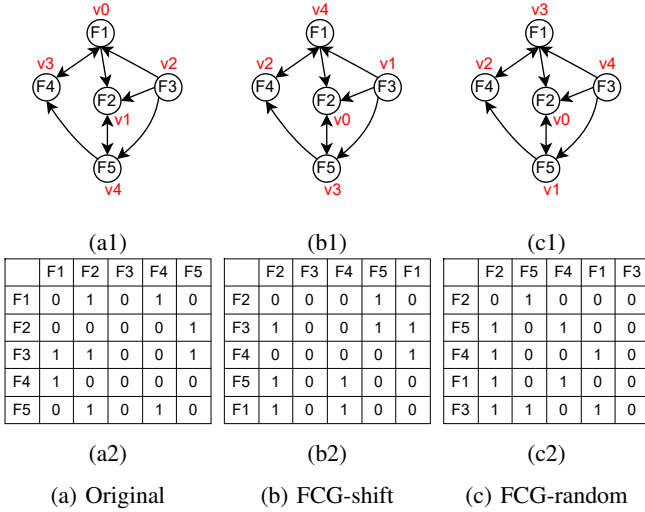 v0 v4 v3
F1 F1 F1
v3 v2 v2 v1 v2 v4
F4 F3 F4 F3 F4 F3
F2 F2 F2
v1 v0 v0
F5 F5 F5
v4 v3 v1
(a1) (b1) (c1)
F1 F2 F3 F4 F5 F2 F3 F4 F5 F1 F2 F5 F4 F1 F3
F1 0 1 0 1 0 F2 0 0 0 1 0 F2 0 1 0 0 0
F2 0 0 0 0 1 F3 1 0 0 1 1 F5 1 0 1 0 0
F3 1 1 0 0 1 F4 0 0 0 0 1 F4 1 0 0 1 0
F4 1 0 0 0 0 F5 1 0 1 0 0 F1 1 0 1 0 0
F5 0 1 0 1 0 F1 1 0 1 0 0 F3 1 1 0 1 0
(a2) (b2) (c2)
(a) Original (b) FCG-shift (c) FCG-random